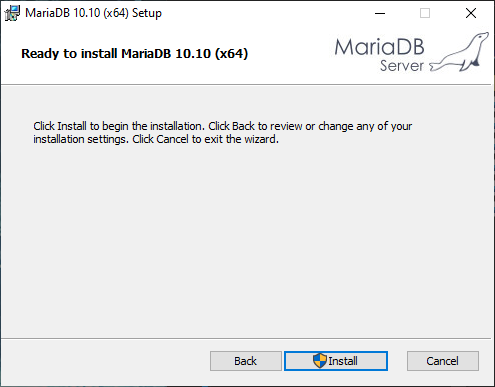 MariaDB 10.10 (x64) Setup
Ready to install MariaDB 10.10 (x64)
MariaDB
Server
Click Install to begin the installation. Click Back to review or change any of your
installation settings. Click Cancel to exit the wizard.
Back
Install
Cancel